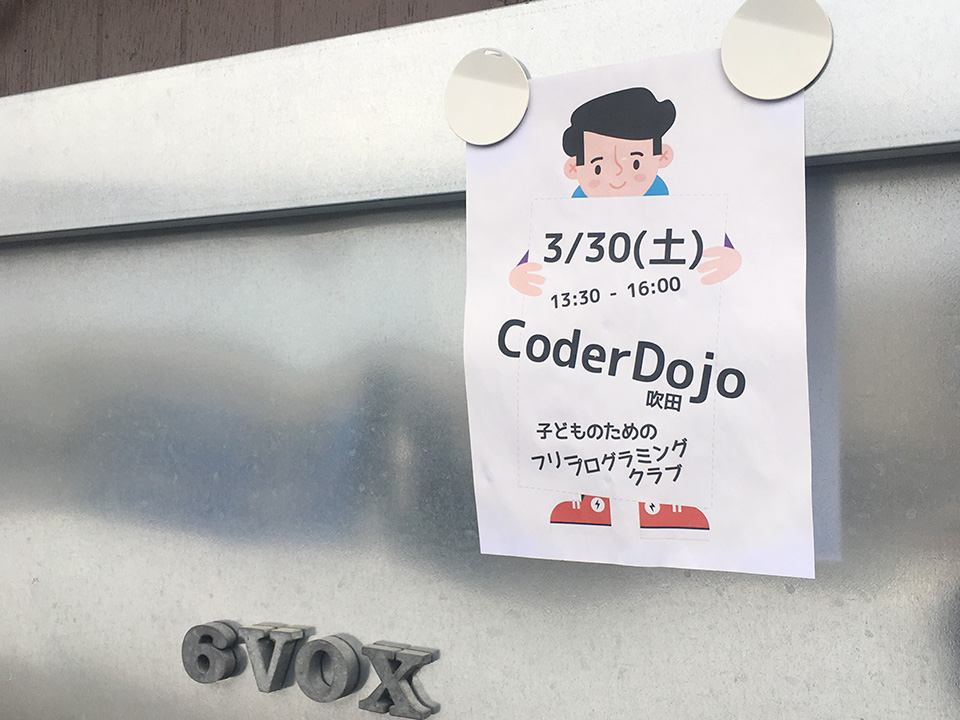 3/30(土)
13:30 - 16:00
CoderDojo
吹田
子どものための
フリープログラミング
クラブ
6VOX